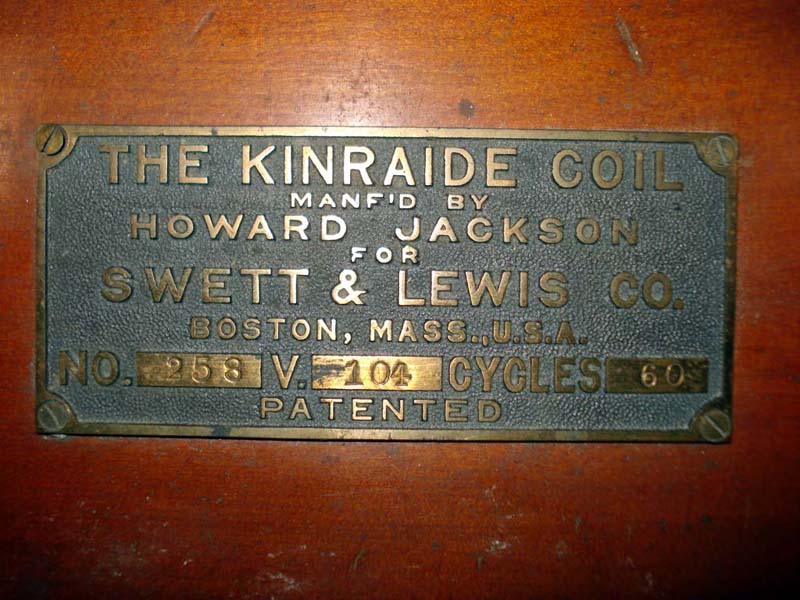 THE KINRAIDE COIL
MANF'D BY
HOWARD JACKSON
FOR
SWETT & LEWIS CO.
BOSTON, MASS., U.S.A.
NO. 258 V. 104 CYCLES 60
PATENTED